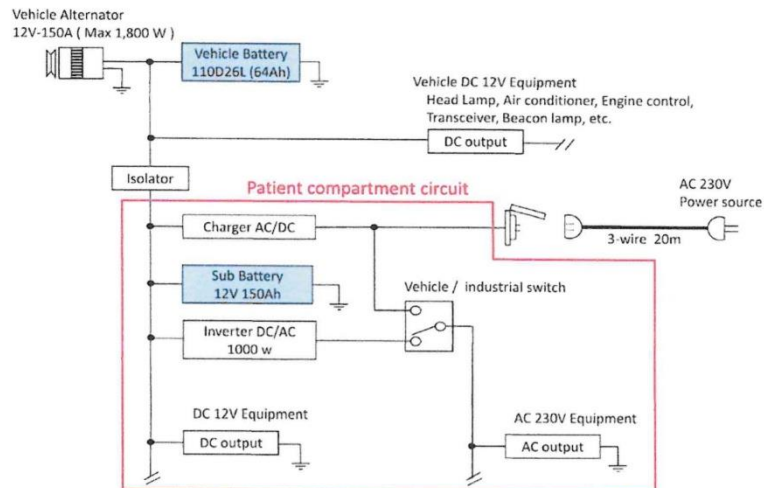 Vehicle Alternator
12V-150A ( Max 1,800 W )
Vehicle Battery
110D26L (64Ah)
Vehicle DC 12V Equipment
Head Lamp, Air conditioner, Engine control,
Transceiver, Beacon lamp, etc.
DC output
Isolator
Patient compartment circuit
AC 230V
Power source
Charger AC/DC
3-wire 20m
Sub Battery
12V 150Ah
Vehicle / industrial switch
Inverter DC/AC
1000 w
DC 12V Equipment
DC output
AC 230V Equipment
AC output